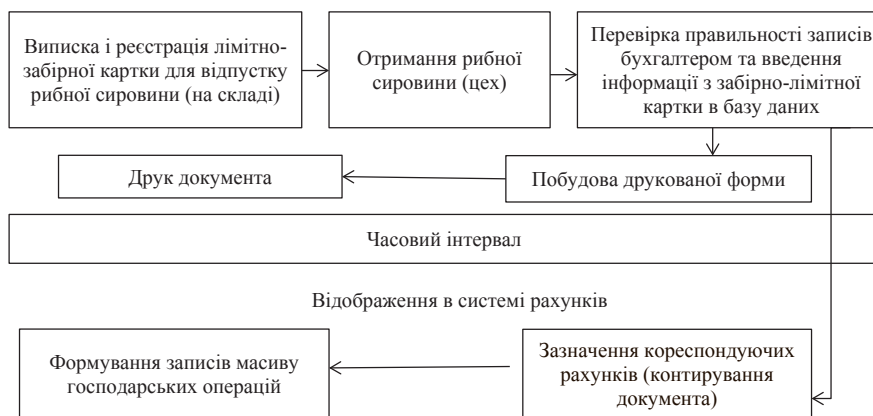 Виписка і реєстрація лімітно-
забірної картки для відпустку
рибної сировини (на складі)
Отримання рибної
сировини (цех)
Перевірка правильності записів
бухгалтером та введення
інформації з забірно-лімітної
картки в базу даних
Друк документа
Побудова друкованої форми
Часовий інтервал
Відображення в системі рахунків
Формування записів масиву
господарських операцій
Зазначення кореспондуючих
рахунків (контирування
документа)